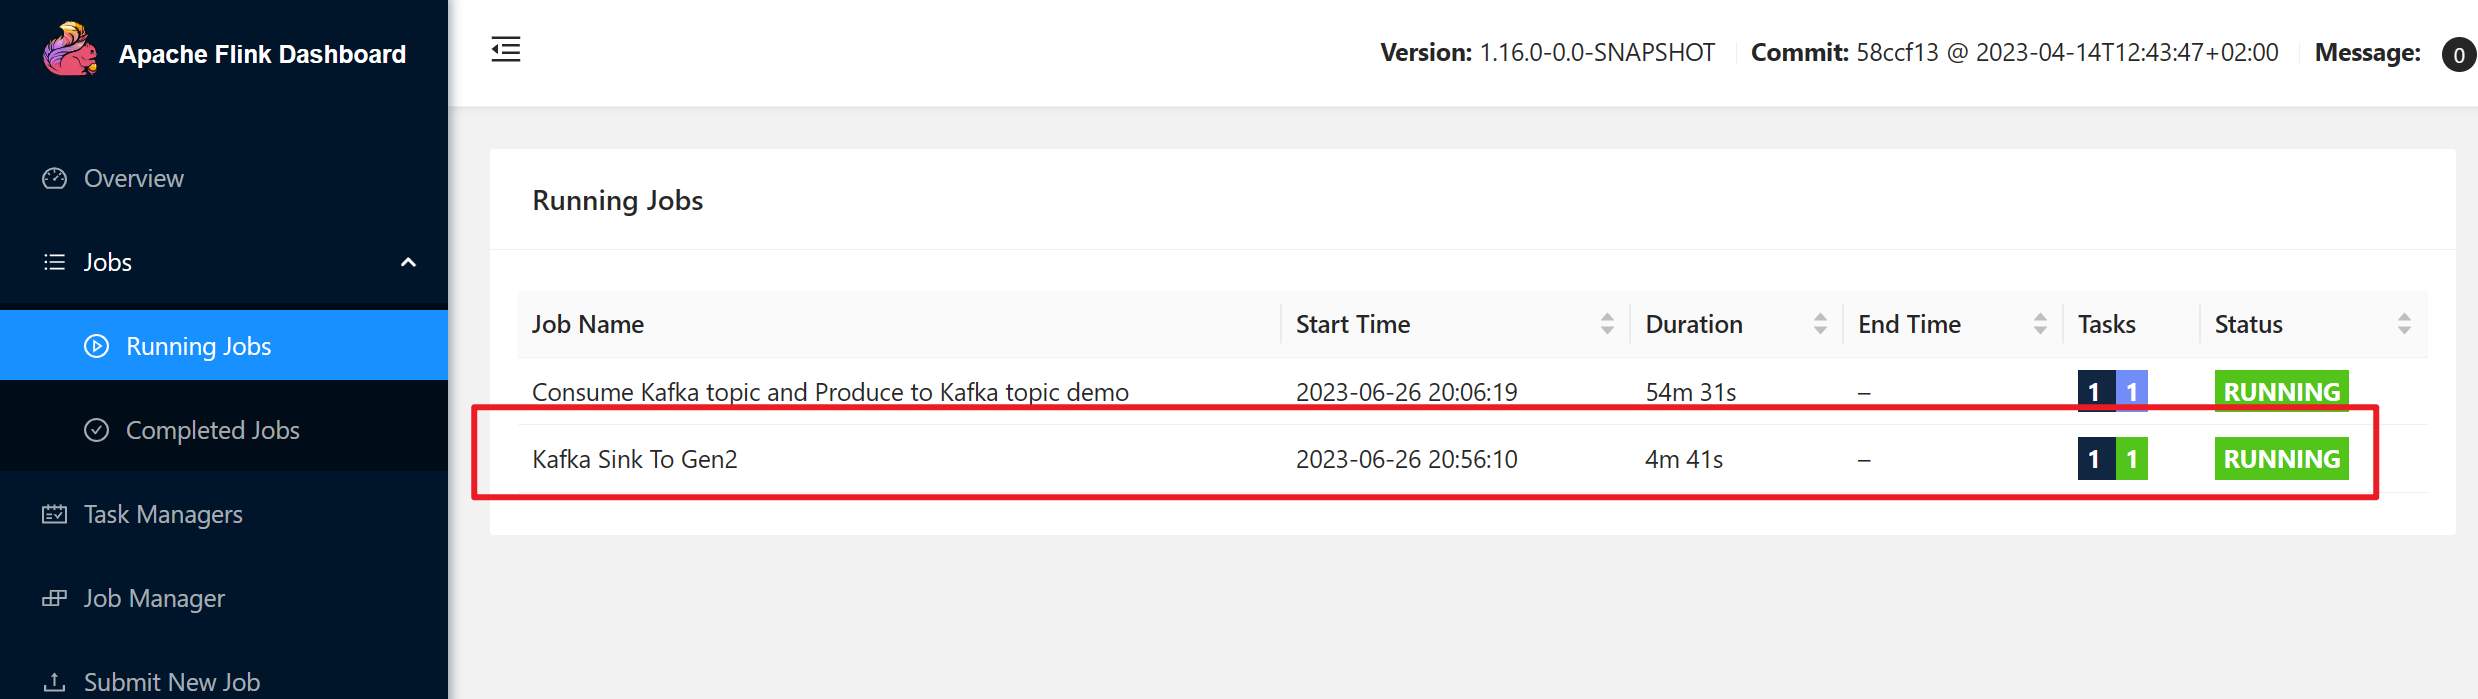 Apache Flink Dashboard
Version: 1.16.0-0.0-SNAPSHOT Commit: 58ccf13 @ 2023-04-14T12:43:47+02:00 Message: 0
Overview
Jobs
Running Jobs
Completed Jobs
Task Managers
Job Manager
Submit New Job
Running Jobs
Job Name Start Time Duration End Time Tasks Status
Consume Kafka topic and Produce to Kafka topic demo 2023-06-26 20:06:19 54m 31s – 1 1 RUNNING
Kafka Sink To Gen2 2023-06-26 20:56:10 4m 41s – 1 1 RUNNING